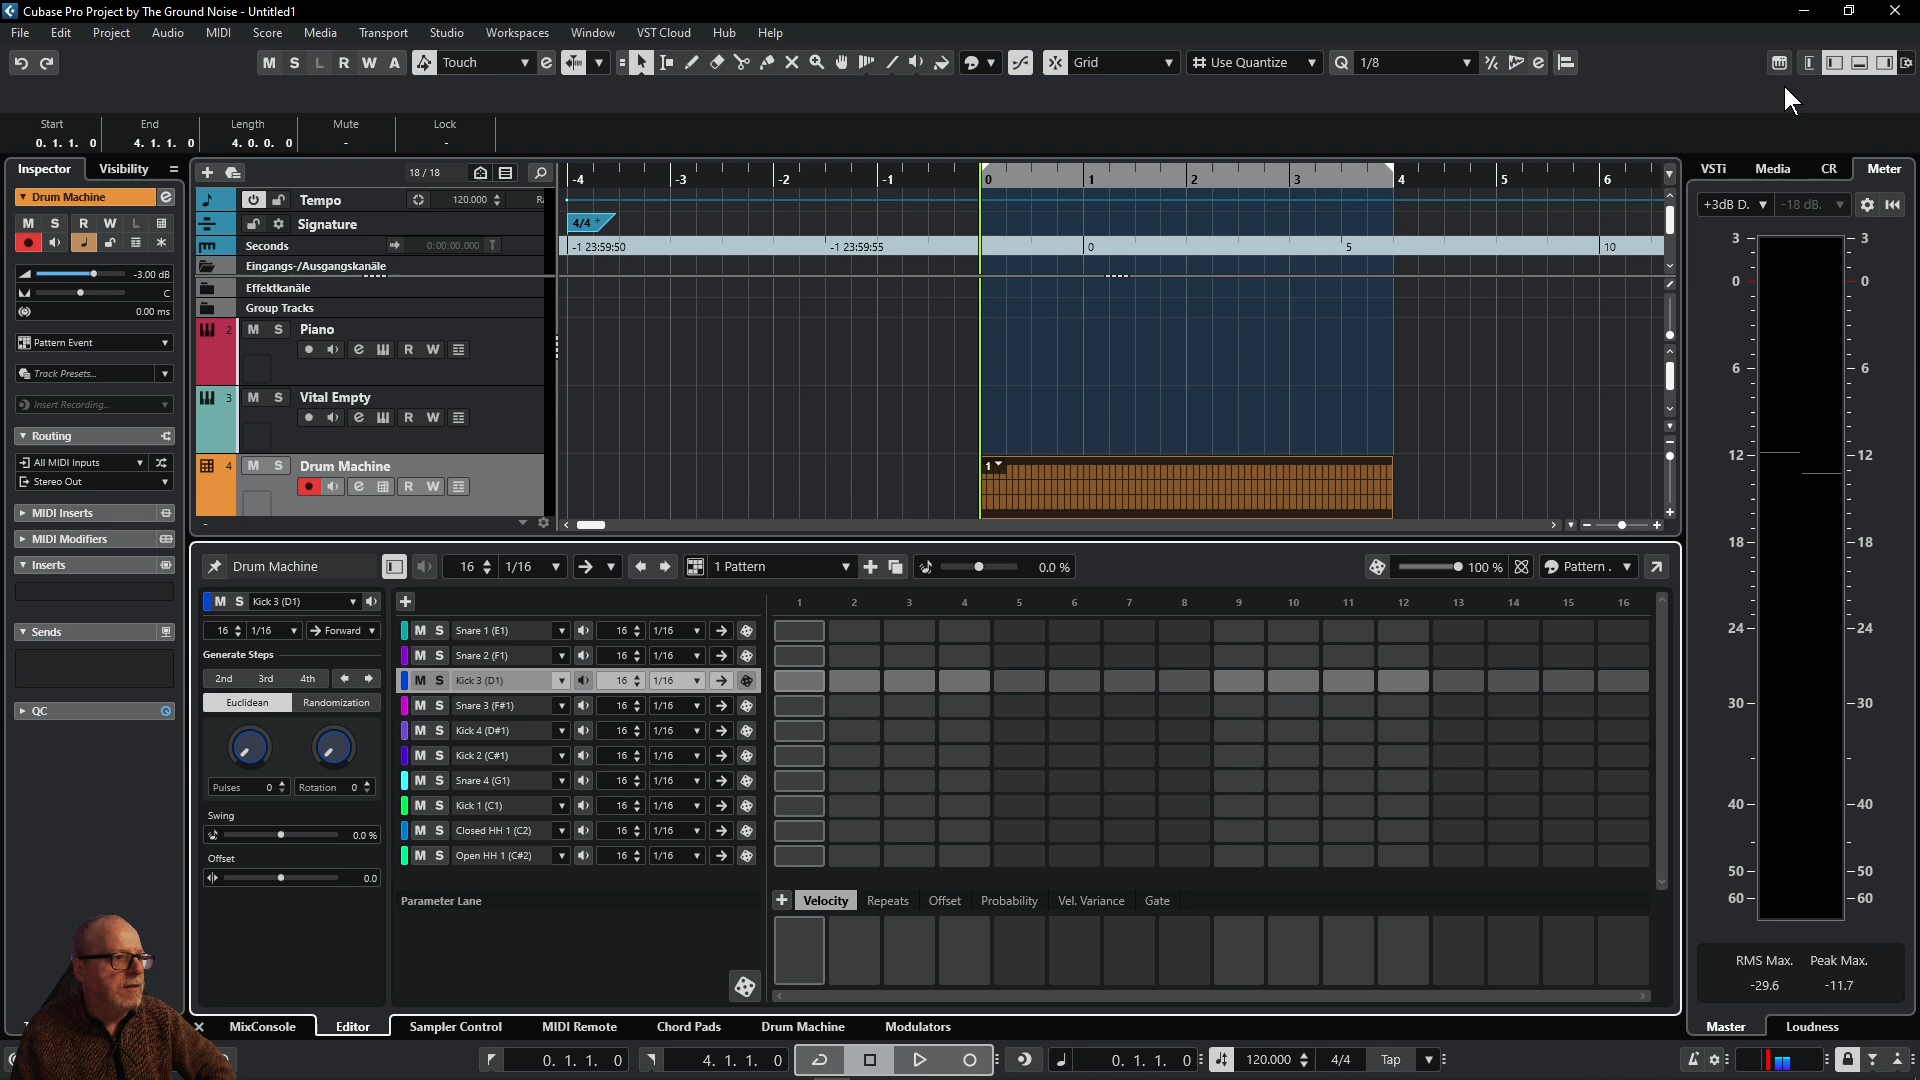 Cubase Pro Project by The Ground Noise - Untitled1
File Edit Project Audio MIDI Score Media Transport Studio Workspaces Window VST Cloud Hub Help
M S L R W A Touch Grid Use Quantize 1/8
Start End Length Mute Lock
0. 1. 1. 0 4. 1. 1. 0 4. 0. 0. 0 - -
Inspector Visibility
Drum Machine
M S R W L
-3.00 dB
C
0.00 ms
Pattern Event
Track Presets...
Insert Recording...
Routing
All MIDI Inputs
Stereo Out
MIDI Inserts
MIDI Modifiers
Inserts
Sends
QC
18 / 18
Tempo 120.000
Signature
Seconds 0:00:00.000
Eingangs-/Ausgangskanäle
Effektkanäle
Group Tracks
2 M S Piano
R W
3 M S Vital Empty
R W
4 M S Drum Machine
R W
-4 -3 -2 -1 0 1 2 3 4 5 6
4/4
-1 23:59:50 -1 23:59:55 0 5 10
1
VSTi Media CR Meter
+3dB D. -18 dB.
3 3
0 0
6 6
12 12
18 18
24 24
30 30
40 40
50 50
60 60
RMS Max. Peak Max.
-29.6 -11.7
Master Loudness
Drum Machine 16 1/16 1 Pattern 0.0 % 100 % Pattern .
M S Kick 3 (D1)
16 1/16 Forward
Generate Steps
2nd 3rd 4th
Euclidean Randomization
Pulses 0 Rotation 0
Swing
0.0 %
Offset
0.0
1 2 3 4 5 6 7 8 9 10 11 12 13 14 15 16
M S Snare 1 (E1) 16 1/16
M S Snare 2 (F1) 16 1/16
M S Kick 3 (D1) 16 1/16
M S Snare 3 (F#1) 16 1/16
M S Kick 4 (D#1) 16 1/16
M S Kick 2 (C#1) 16 1/16
M S Snare 4 (G1) 16 1/16
M S Kick 1 (C1) 16 1/16
M S Closed HH 1 (C2) 16 1/16
M S Open HH 1 (C#2) 16 1/16
Parameter Lane
Velocity Repeats Offset Probability Vel. Variance Gate
MixConsole Editor Sampler Control MIDI Remote Chord Pads Drum Machine Modulators
0. 1. 1. 0 4. 1. 1. 0 0. 1. 1. 0 120.000 4/4 Tap